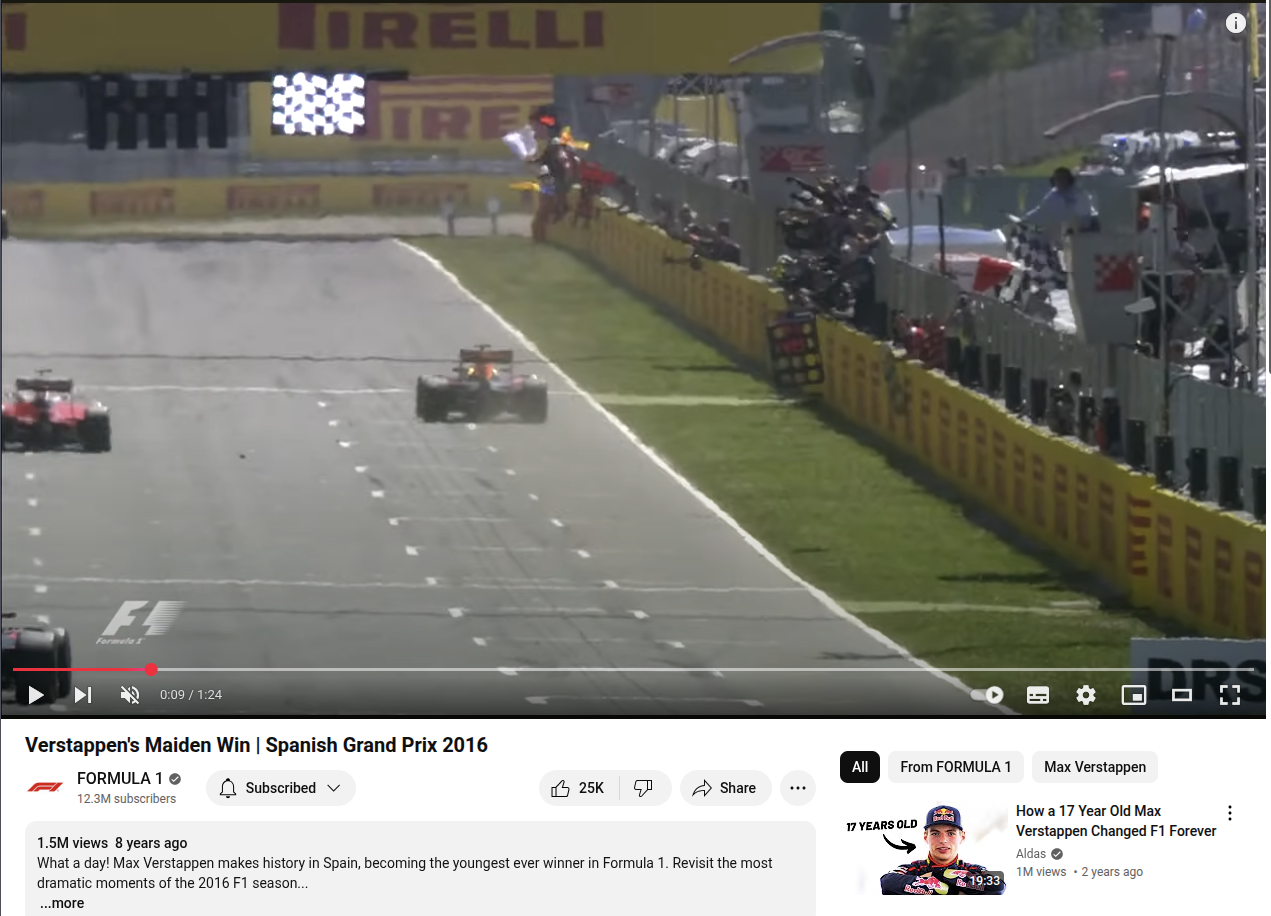 PIRELLI
PIRE
F1
Formula 1
DRS
0:09 / 1:24
Verstappen's Maiden Win | Spanish Grand Prix 2016
FORMULA 1
12.3M subscribers
Subscribed
25K
Share
1.5M views 8 years ago
What a day! Max Verstappen makes history in Spain, becoming the youngest ever winner in Formula 1. Revisit the most
dramatic moments of the 2016 F1 season...
...more
All
From FORMULA 1
Max Verstappen
17 YEARS OLD
Red Bull
19:33
How a 17 Year Old Max
Verstappen Changed F1 Forever
Aldas
1M views • 2 years ago